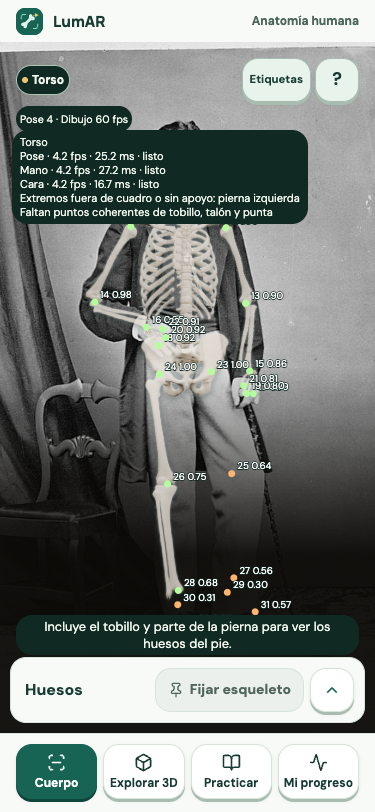 LumAR
Anatomía humana
Torso
Etiquetas
?
Pose 4 · Dibujo 60 fps
Torso
Pose · 4.2 fps · 25.2 ms · listo
Mano · 4.2 fps · 27.2 ms · listo
Cara · 4.2 fps · 16.7 ms · listo
Extremos fuera de cuadro o sin apoyo: pierna izquierda
Faltan puntos coherentes de tobillo, talón y punta
14 0.98
13 0.90
16
20 0.92
24 1.00
23 1.00
15 0.86
21 0.81
25 0.64
26 0.75
27 0.56
28 0.68
29 0.30
30 0.31
31 0.57
Incluye el tobillo y parte de la pierna para ver los
huesos del pie.
Huesos
Fijar esqueleto
Cuerpo
Explorar 3D
Practicar
Mi progreso